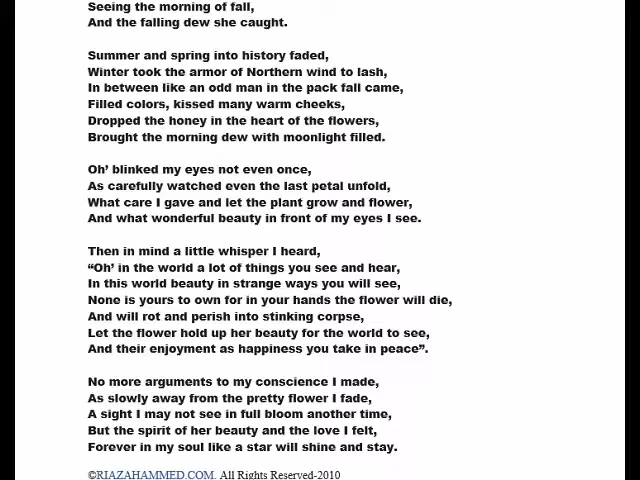 Seeing the morning of fall,
And the falling dew she caught.
Summer and spring into history faded,
Winter took the armor of Northern wind to lash,
In between like an odd man in the pack fall came,
Filled colors, kissed many warm cheeks,
Dropped the honey in the heart of the flowers,
Brought the morning dew with moonlight filled.
Oh’ blinked my eyes not even once,
As carefully watched even the last petal unfold,
What care I gave and let the plant grow and flower,
And what wonderful beauty in front of my eyes I see.
Then in mind a little whisper I heard,
“Oh’ in the world a lot of things you see and hear,
In this world beauty in strange ways you will see,
None is yours to own for in your hands the flower will die,
And will rot and perish into stinking corpse,
Let the flower hold up her beauty for the world to see,
And their enjoyment as happiness you take in peace”.
No more arguments to my conscience I made,
As slowly away from the pretty flower I fade,
A sight I may not see in full bloom another time,
But the spirit of her beauty and the love I felt,
Forever in my soul like a star will shine and stay.
©RIAZAHAMMED.COM. All Rights Reserved-2010